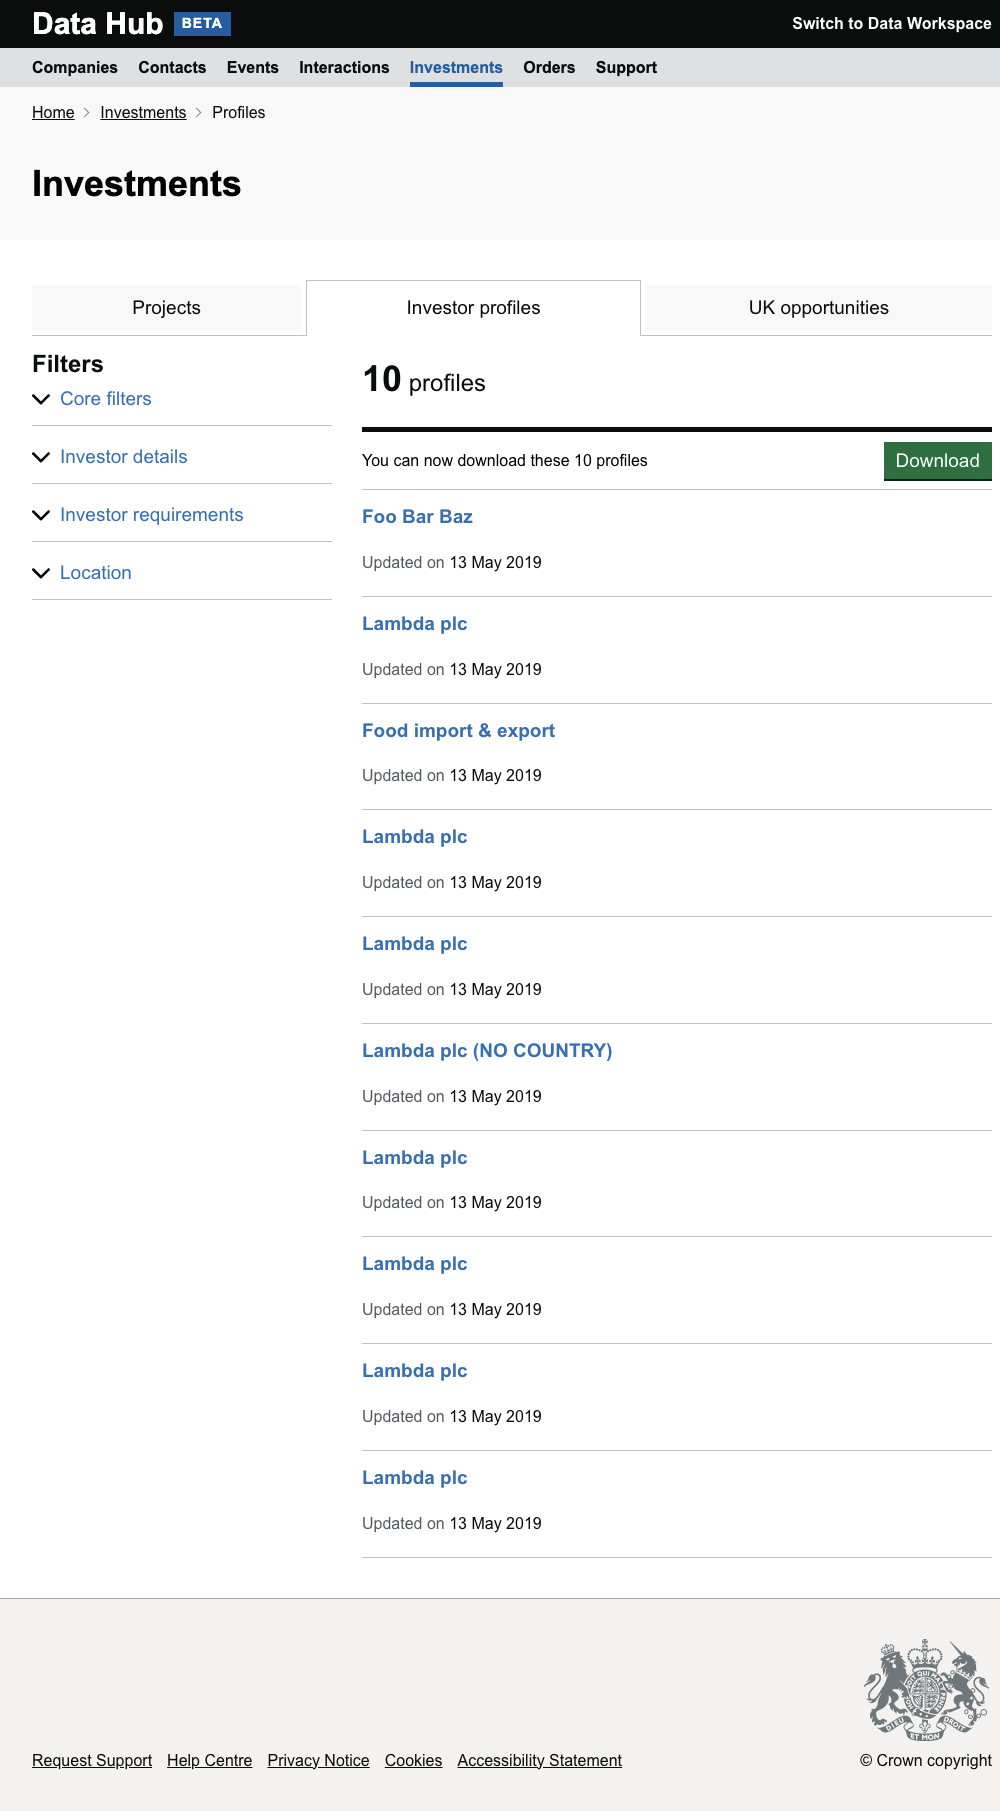 Data Hub BETA Switch to Data Workspace
Companies Contacts Events Interactions Investments Orders Support
Home Investments Profiles
Investments
Projects Investor profiles UK opportunities
Filters
Core filters
Investor details
Investor requirements
Location
10 profiles
You can now download these 10 profiles Download
Foo Bar Baz
Updated on 13 May 2019
Lambda plc
Updated on 13 May 2019
Food import & export
Updated on 13 May 2019
Lambda plc
Updated on 13 May 2019
Lambda plc
Updated on 13 May 2019
Lambda plc (NO COUNTRY)
Updated on 13 May 2019
Lambda plc
Updated on 13 May 2019
Lambda plc
Updated on 13 May 2019
Lambda plc
Updated on 13 May 2019
Lambda plc
Updated on 13 May 2019
DIEU ET MON DROIT
Request Support Help Centre Privacy Notice Cookies Accessibility Statement © Crown copyright